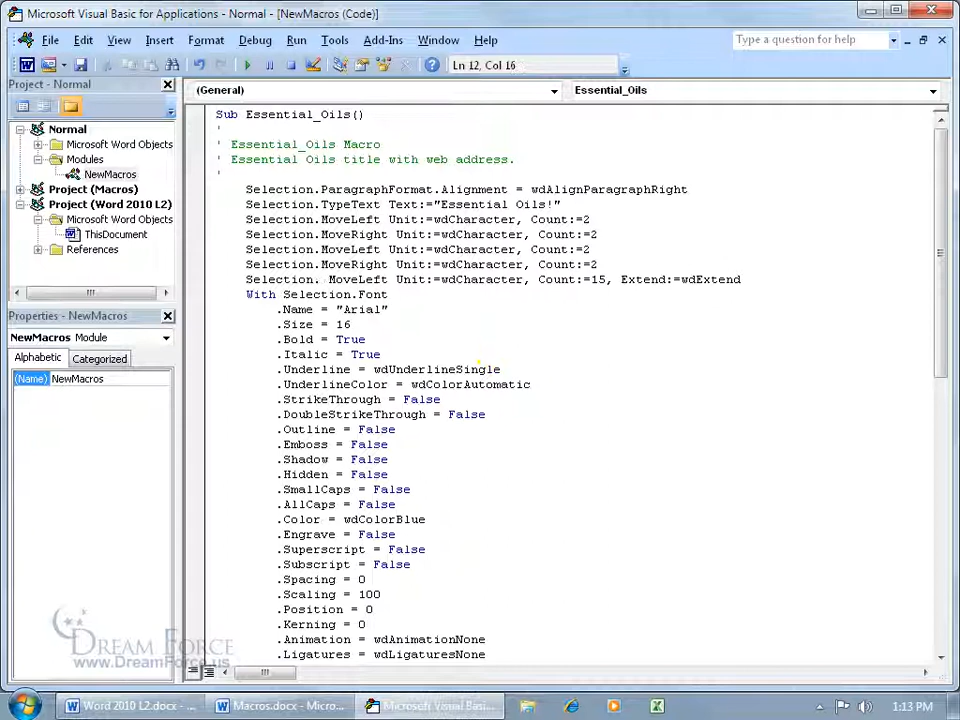 Microsoft Visual Basic for Applications - Normal - [NewMacros (Code)]
File Edit View Insert Format Debug Run Tools Add-Ins Window Help
Type a question for help
Ln 12, Col 16
Project - Normal
(General)
Essential_Oils
Normal
Microsoft Word Objects
Modules
NewMacros
Project (Macros)
Project (Word 2010 L2)
Microsoft Word Objects
ThisDocument
References
Properties - NewMacros
NewMacros Module
Alphabetic Categorized
(Name) NewMacros
Sub Essential_Oils()
'
' Essential_Oils Macro
' Essential Oils title with web address.
'
Selection.ParagraphFormat.Alignment = wdAlignParagraphRight
Selection.TypeText Text:="Essential Oils!"
Selection.MoveLeft Unit:=wdCharacter, Count:=2
Selection.MoveRight Unit:=wdCharacter, Count:=2
Selection.MoveLeft Unit:=wdCharacter, Count:=2
Selection.MoveRight Unit:=wdCharacter, Count:=2
Selection. MoveLeft Unit:=wdCharacter, Count:=15, Extend:=wdExtend
With Selection.Font
.Name = "Arial"
.Size = 16
.Bold = True
.Italic = True
.Underline = wdUnderlineSingle
.UnderlineColor = wdColorAutomatic
.StrikeThrough = False
.DoubleStrikeThrough = False
.Outline = False
.Emboss = False
.Shadow = False
.Hidden = False
.SmallCaps = False
.AllCaps = False
.Color = wdColorBlue
.Engrave = False
.Superscript = False
.Subscript = False
.Spacing = 0
.Scaling = 100
.Position = 0
.Kerning = 0
.Animation = wdAnimationNone
.Ligatures = wdLigaturesNone
DREAM FORCE
www.DreamForce.us
Word 2010 L2.docx - ...
Macros.docx - Micro...
Microsoft Visual Basi...
1:13 PM